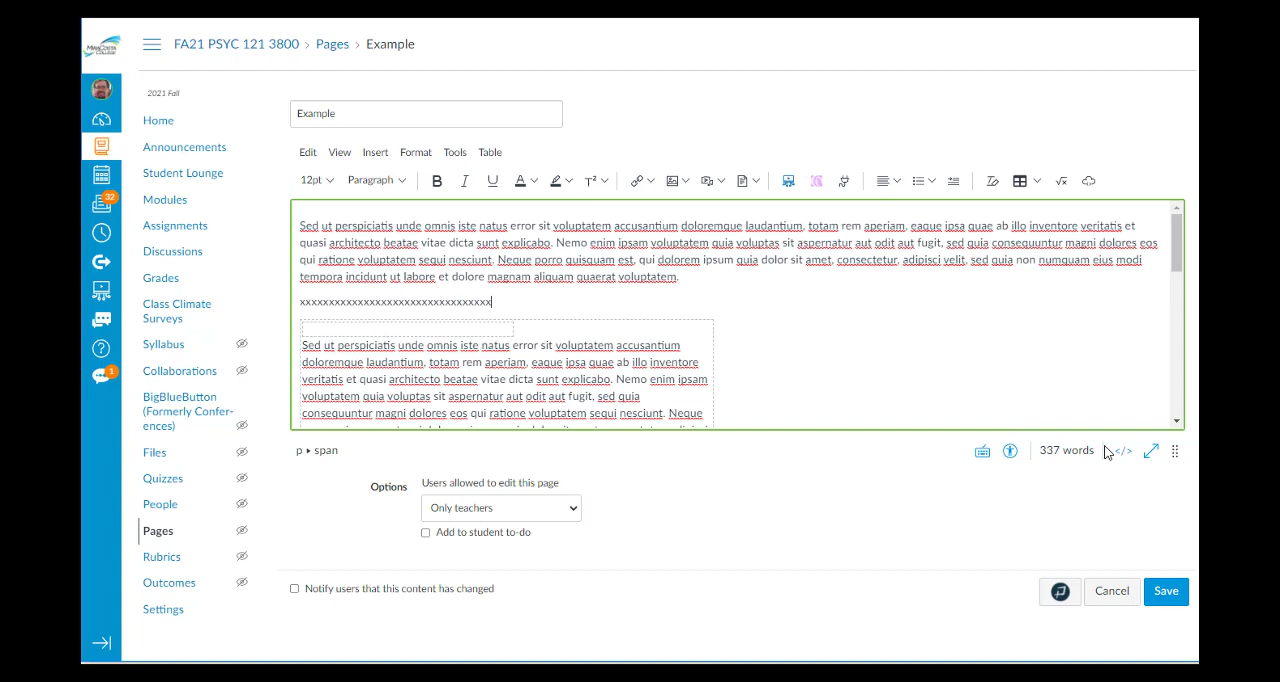 MiraCosta
COLLEGE
FA21 PSYC 121 3800 › Pages › Example
2021 Fall
Home
Announcements
Student Lounge
Modules
Assignments
Discussions
Grades
Class Climate
Surveys
Syllabus
Collaborations
BigBlueButton
(Formerly Confer-
ences)
Files
Quizzes
People
Pages
Rubrics
Outcomes
Settings
32
1
Example
Edit View Insert Format Tools Table
12pt Paragraph B I U A T²
Sed ut perspiciatis unde omnis iste natus error sit voluptatem accusantium doloremque laudantium, totam rem aperiam, eaque ipsa quae ab illo inventore veritatis et
quasi architecto beatae vitae dicta sunt explicabo. Nemo enim ipsam voluptatem quia voluptas sit aspernatur aut odit aut fugit, sed quia consequuntur magni dolores eos
qui ratione voluptatem sequi nesciunt. Neque porro quisquam est, qui dolorem ipsum quia dolor sit amet, consectetur, adipisci velit, sed quia non numquam eius modi
tempora incidunt ut labore et dolore magnam aliquam quaerat voluptatem.
xxxxxxxxxxxxxxxxxxxxxxxxxxxxxxxxx
Sed ut perspiciatis unde omnis iste natus error sit voluptatem accusantium
doloremque laudantium, totam rem aperiam, eaque ipsa quae ab illo inventore
veritatis et quasi architecto beatae vitae dicta sunt explicabo. Nemo enim ipsam
voluptatem quia voluptas sit aspernatur aut odit aut fugit, sed quia
consequuntur magni dolores eos qui ratione voluptatem sequi nesciunt. Neque
p ▸ span
337 words </>
Options
Users allowed to edit this page
Only teachers
Add to student to-do
Notify users that this content has changed
Cancel Save